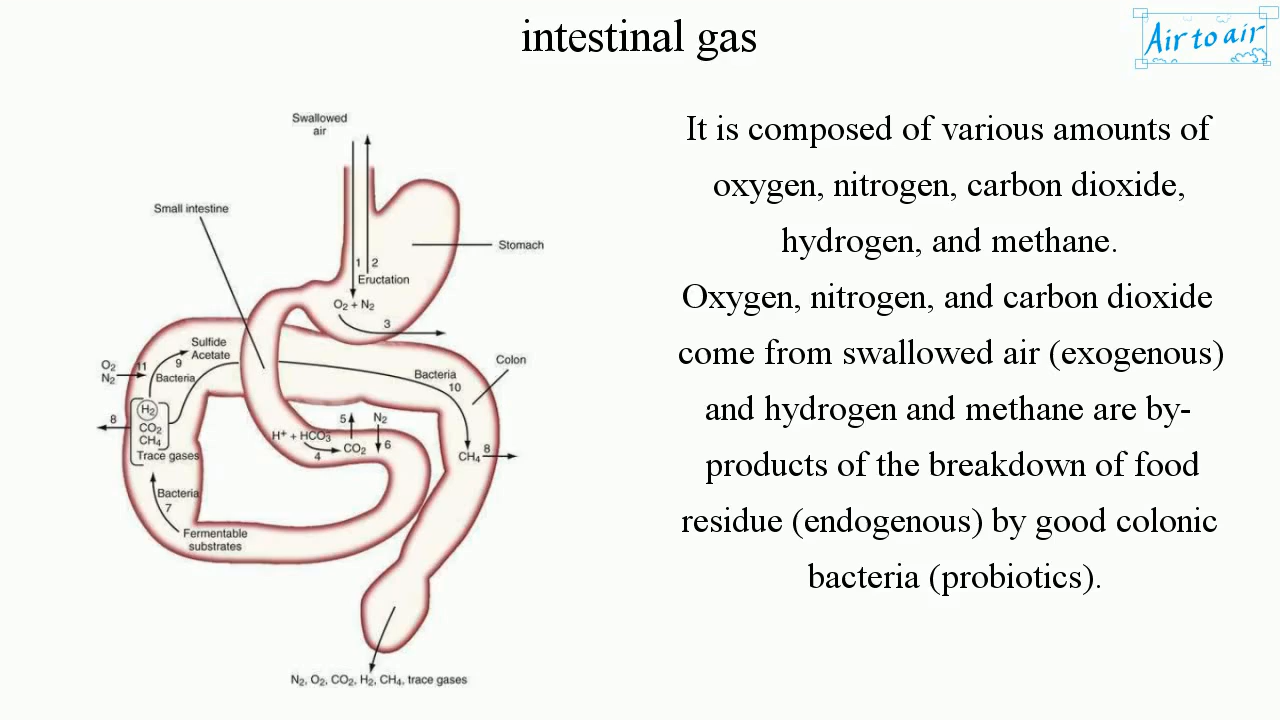 intestinal gas
Air to air
It is composed of various amounts of
oxygen, nitrogen, carbon dioxide,
hydrogen, and methane.
Oxygen, nitrogen, and carbon dioxide
come from swallowed air (exogenous)
and hydrogen and methane are by-
products of the breakdown of food
residue (endogenous) by good colonic
bacteria (probiotics).
Swallowed
air
Small intestine
Stomach
1 2
Eructation
O₂ + N₂
3
Sulfide
Acetate
9
Bacteria
O₂
N₂
11
Colon
Bacteria
10
8
H₂
CO₂
CH₄
Trace gases
H⁺ + HCO₃⁻
4
5
CO₂
N₂
6
CH₄
8
Bacteria
7
Fermentable
substrates
N₂, O₂, CO₂, H₂, CH₄, trace gases